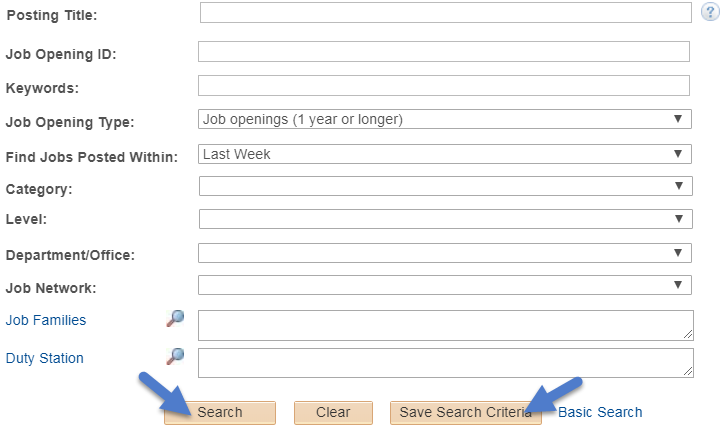 Posting Title: ?
Job Opening ID:
Keywords:
Job Opening Type: Job openings (1 year or longer)
Find Jobs Posted Within: Last Week
Category:
Level:
Department/Office:
Job Network:
Job Families
Duty Station
Search Clear Save Search Criteria Basic Search